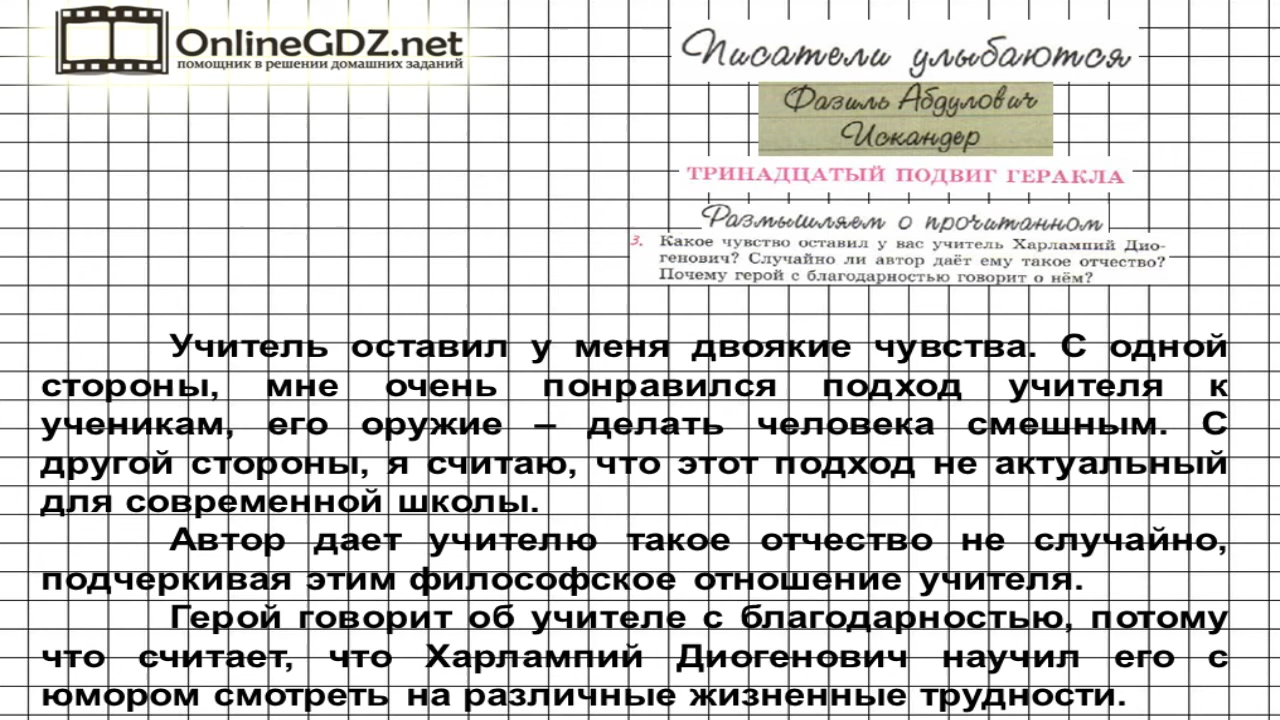 OnlineGDZ.net
помощник в решении домашних заданий
Писатели улыбаются
Фазиль Абдулович
Искандер
ТРИНАДЦАТЫЙ ПОДВИГ ГЕРАКЛА
Размышляем о прочитанном
3. Какое чувство оставил у вас учитель Харлампий Дио-
генович? Случайно ли автор даёт ему такое отчество?
Почему герой с благодарностью говорит о нём?
Учитель оставил у меня двоякие чувства. С одной
стороны, мне очень понравился подход учителя к
ученикам, его оружие – делать человека смешным. С
другой стороны, я считаю, что этот подход не актуальный
для современной школы.
Автор дает учителю такое отчество не случайно,
подчеркивая этим философское отношение учителя.
Герой говорит об учителе с благодарностью, потому
что считает, что Харлампий Диогенович научил его с
юмором смотреть на различные жизненные трудности.